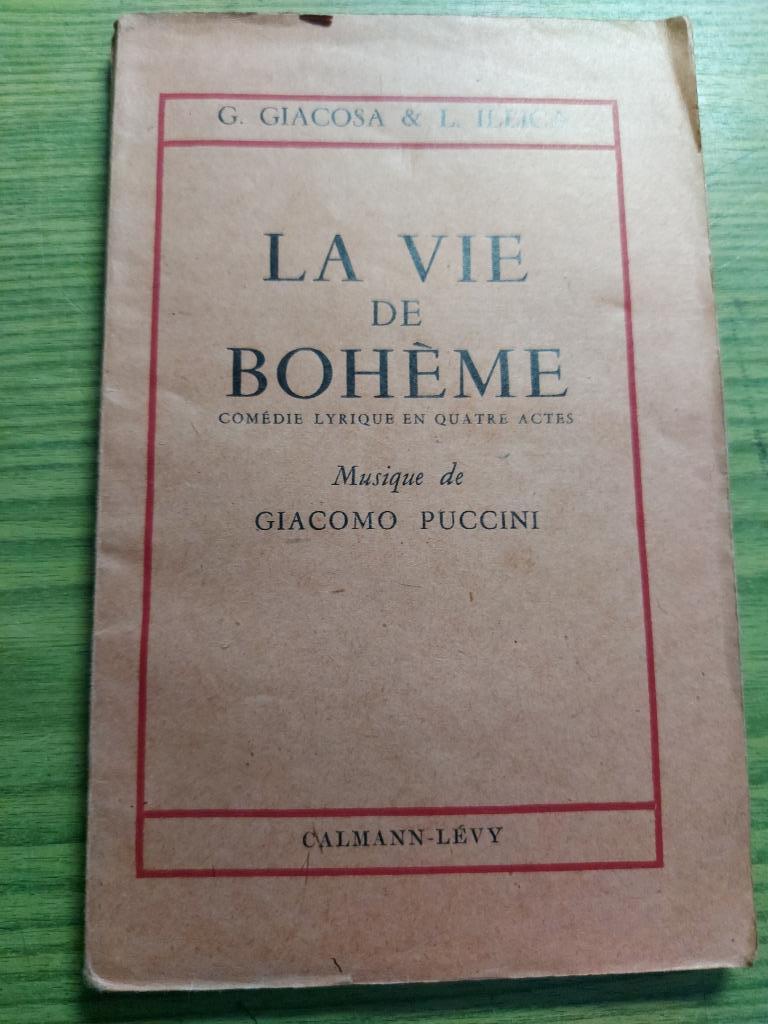 G. GIACOSA & L. ILLICA
LA VIE
DE
BOHÈME
COMÉDIE LYRIQUE EN QUATRE ACTES
Musique de
GIACOMO PUCCINI
CALMANN-LÉVY